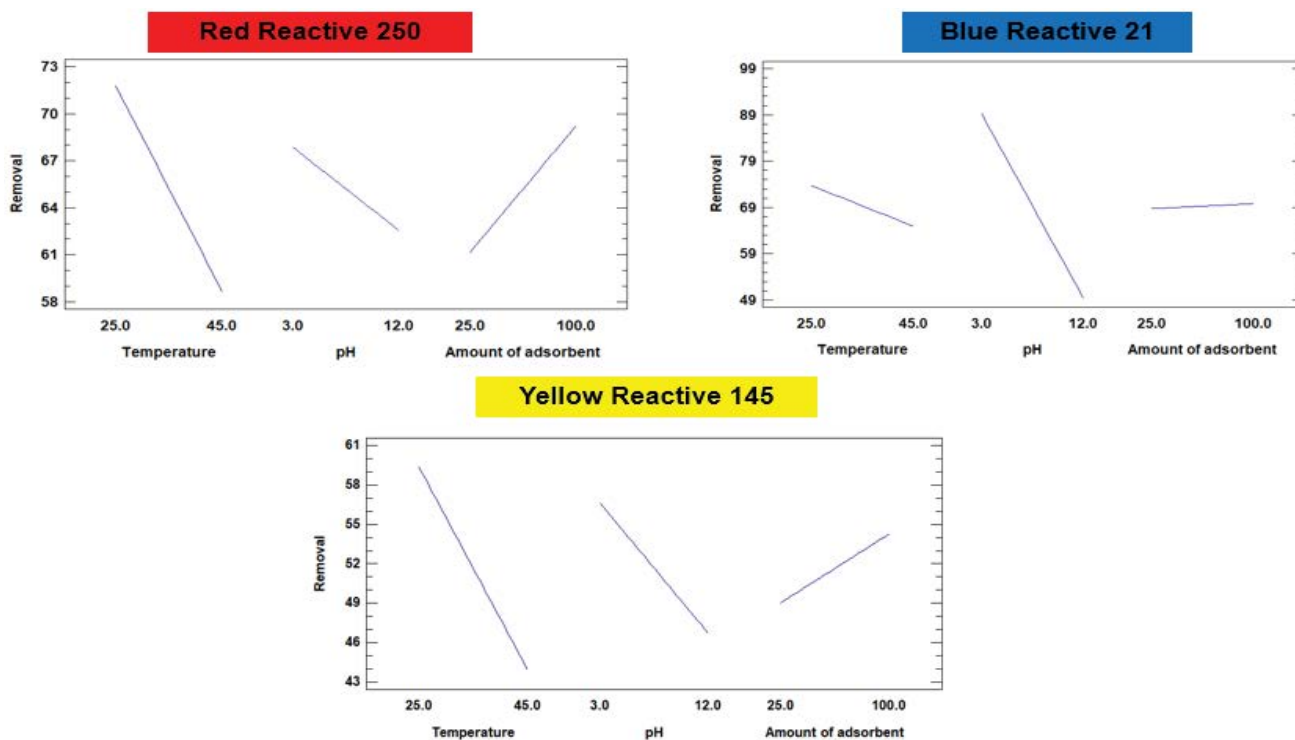 Red Reactive 250
73
70
67
64
61
58
Removal
25.0 45.0 3.0 12.0 25.0 100.0
Temperature pH Amount of adsorbent
Blue Reactive 21
99
89
79
69
59
49
Removal
25.0 45.0 3.0 12.0 25.0 100.0
Temperature pH Amount of adsorbent
Yellow Reactive 145
61
58
55
52
49
46
43
Removal
25.0 45.0 3.0 12.0 25.0 100.0
Temperature pH Amount of adsorbent